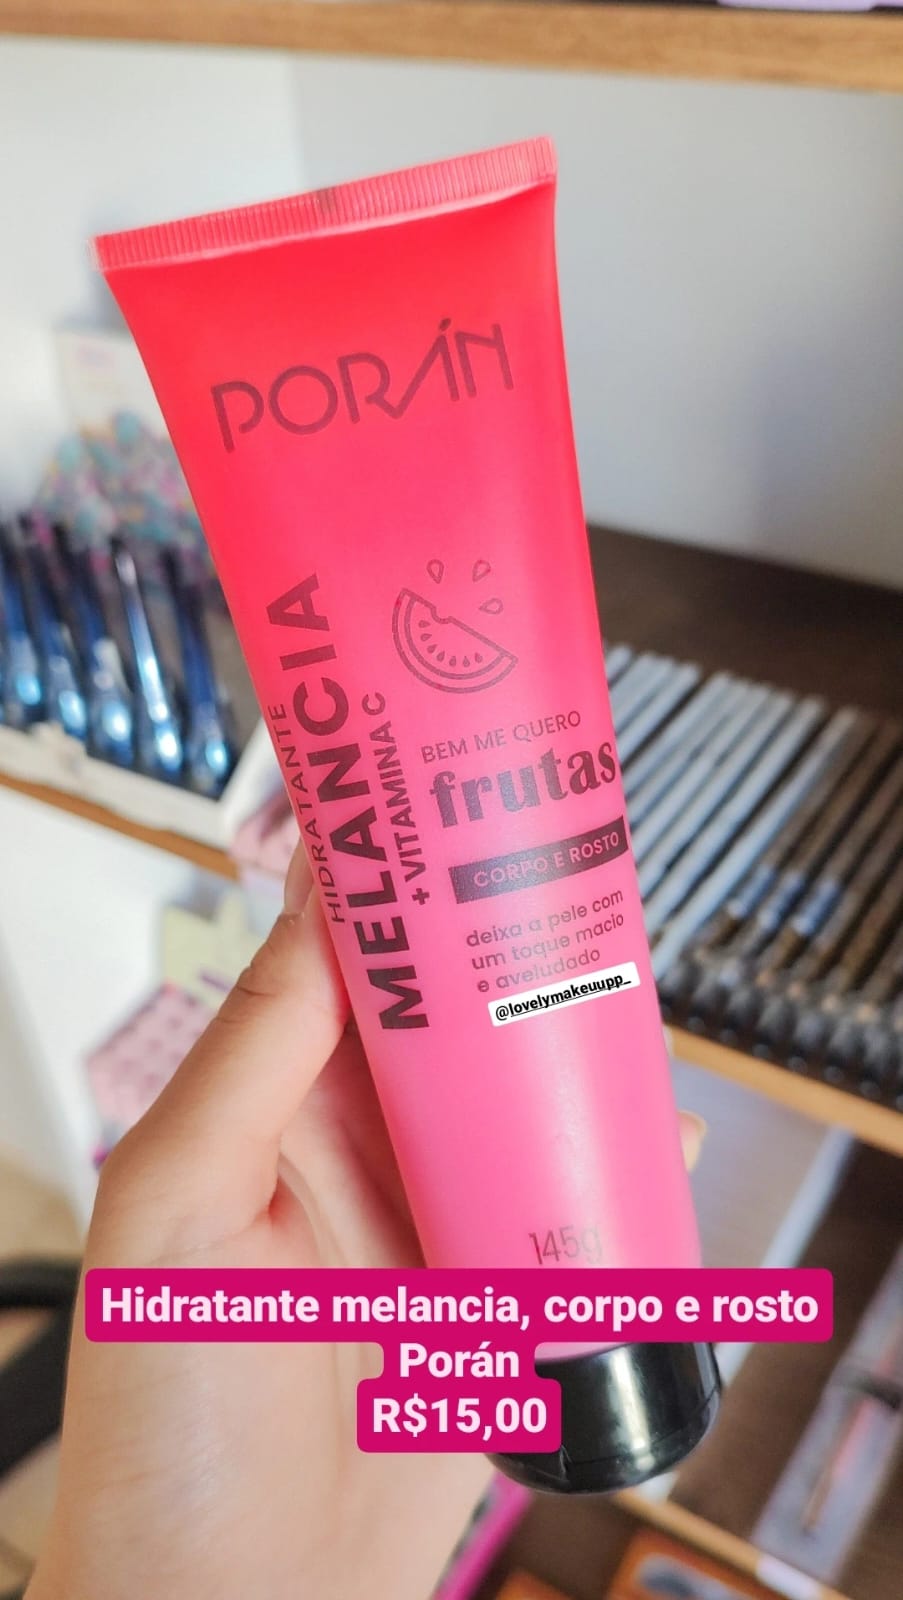 PORÁN
HIDRATANTE
MELANCIA
+ VITAMINA C
BEM ME QUERO
frutas
CORPO E ROSTO
deixa a pele com
um toque macio
e aveludado
@lovelymakeuupp_
145g
Hidratante melancia, corpo e rosto
Porán
R$15,00